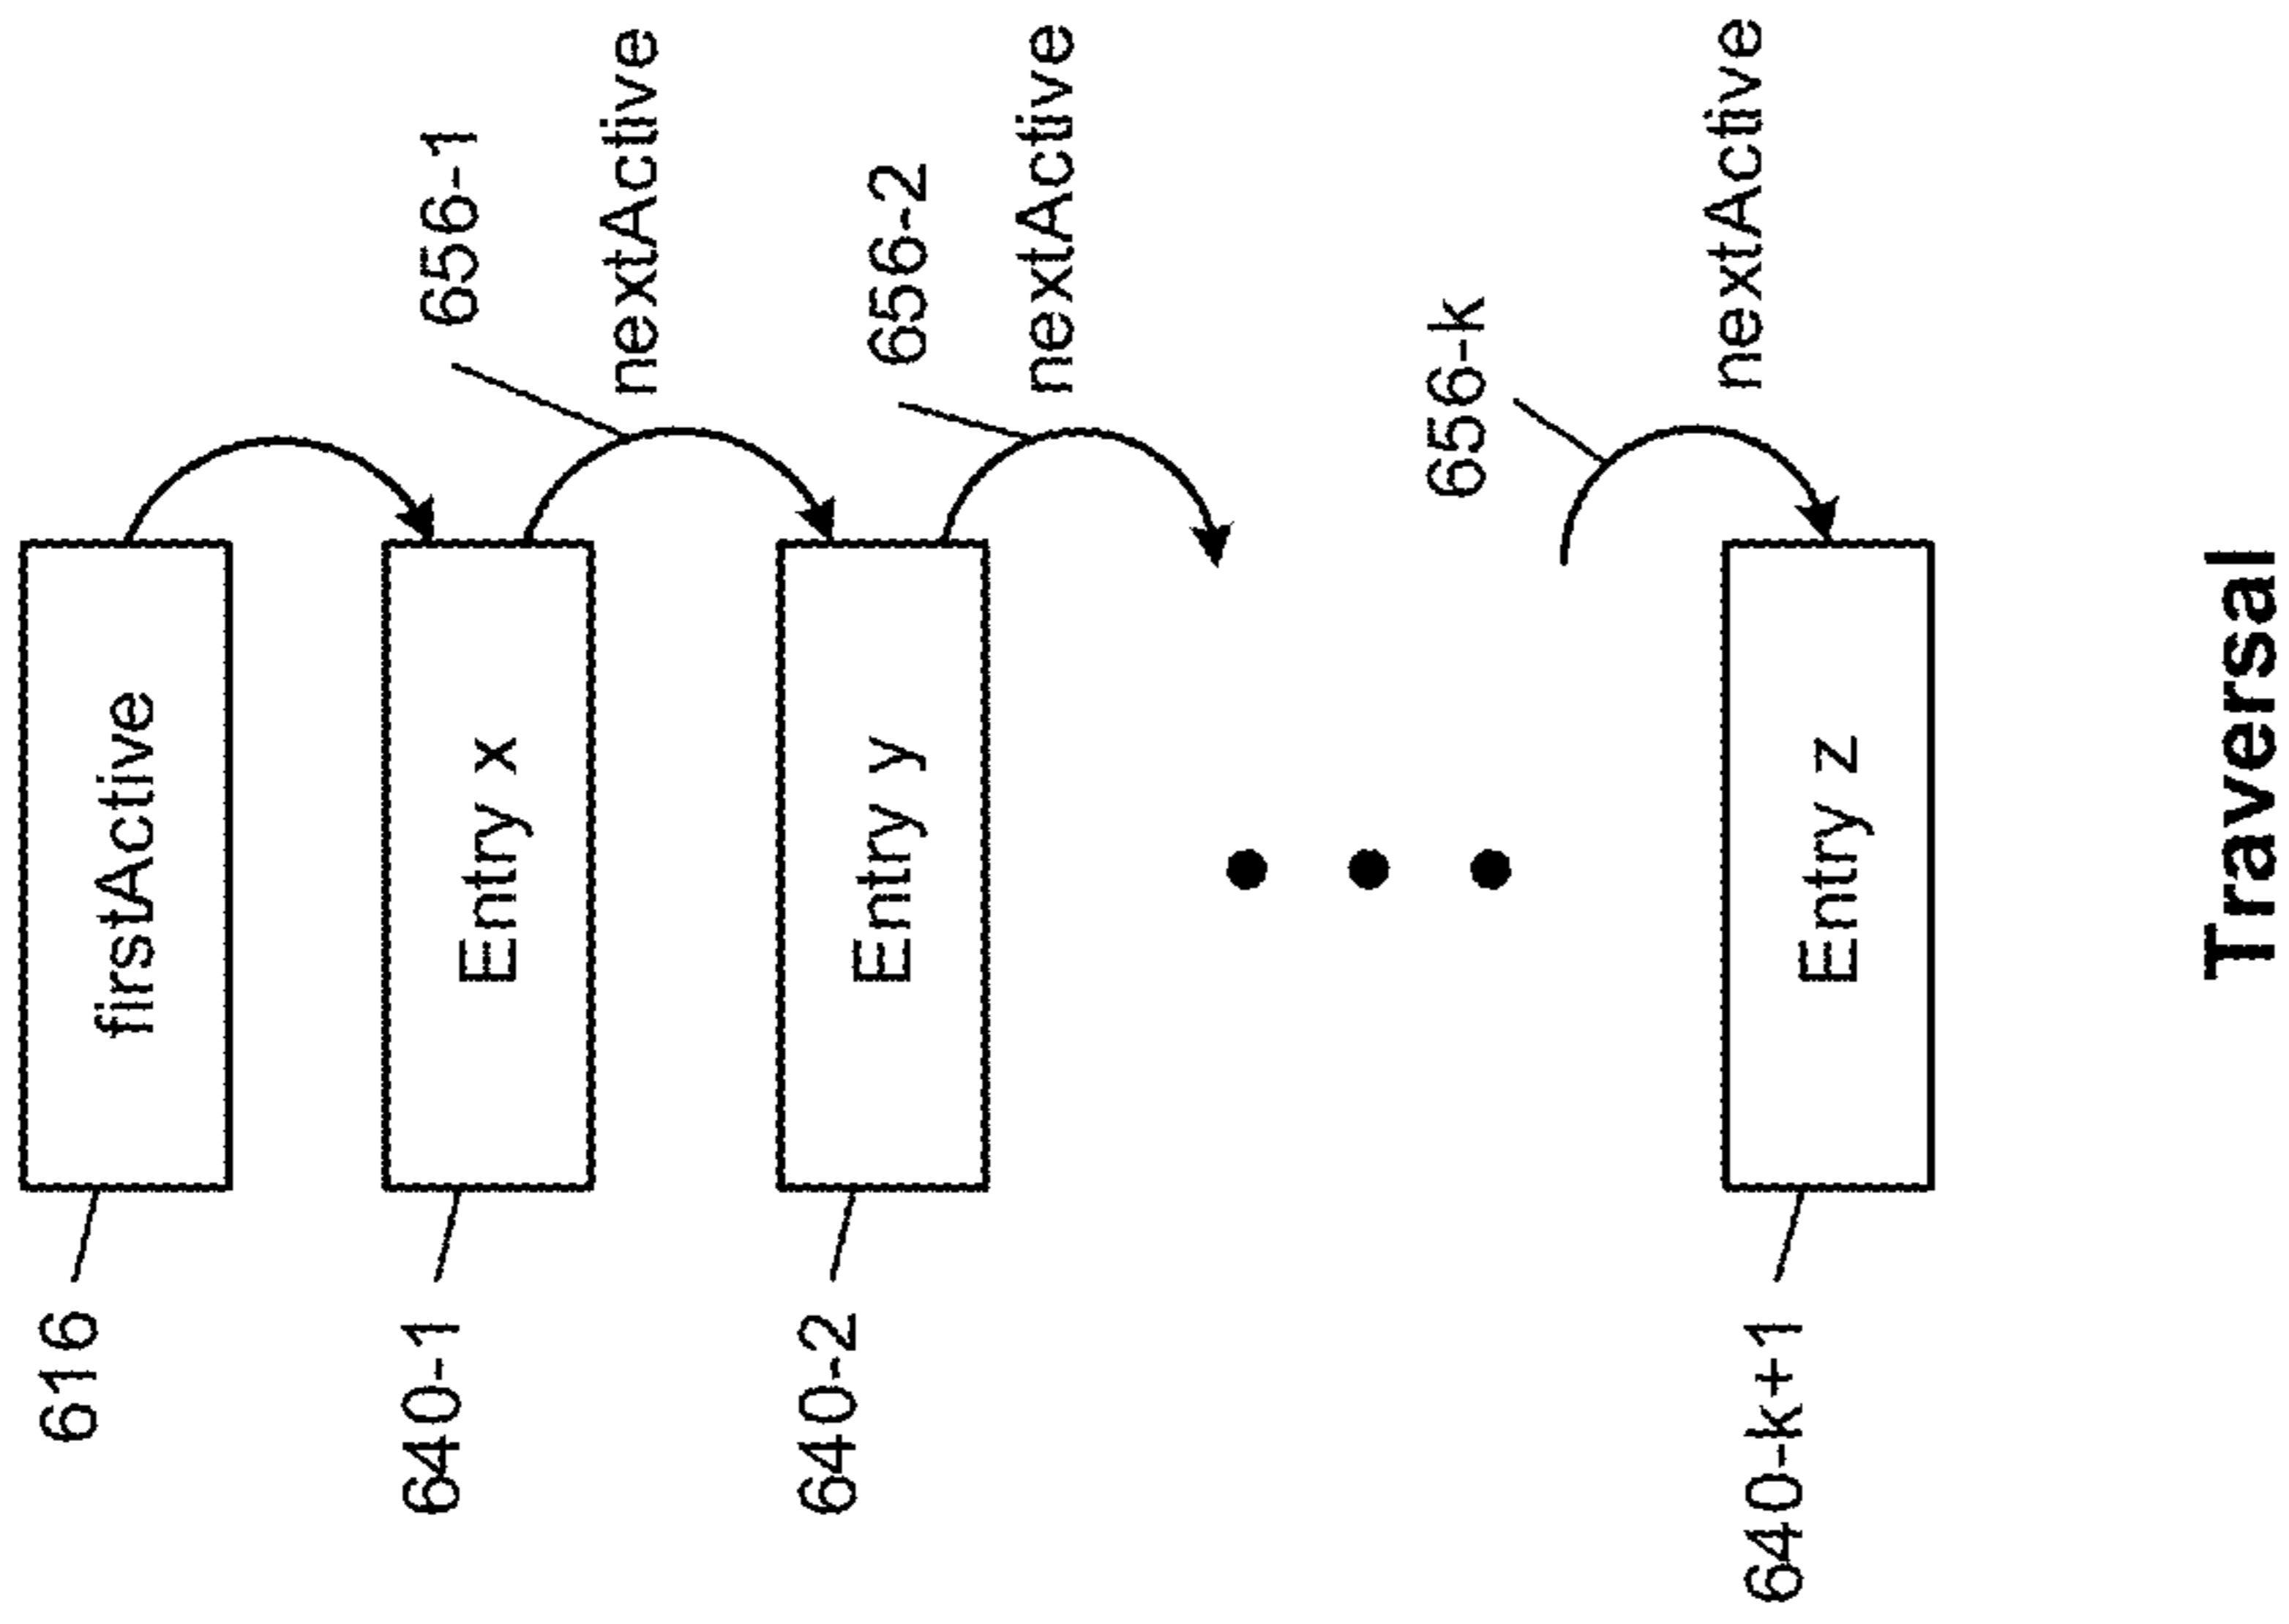 616
firstActive
640-1
Entry x
656-1
nextActive
640-2
Entry y
656-2
nextActive
656-k
640-k+1
Entry z
nextActive
Traversal